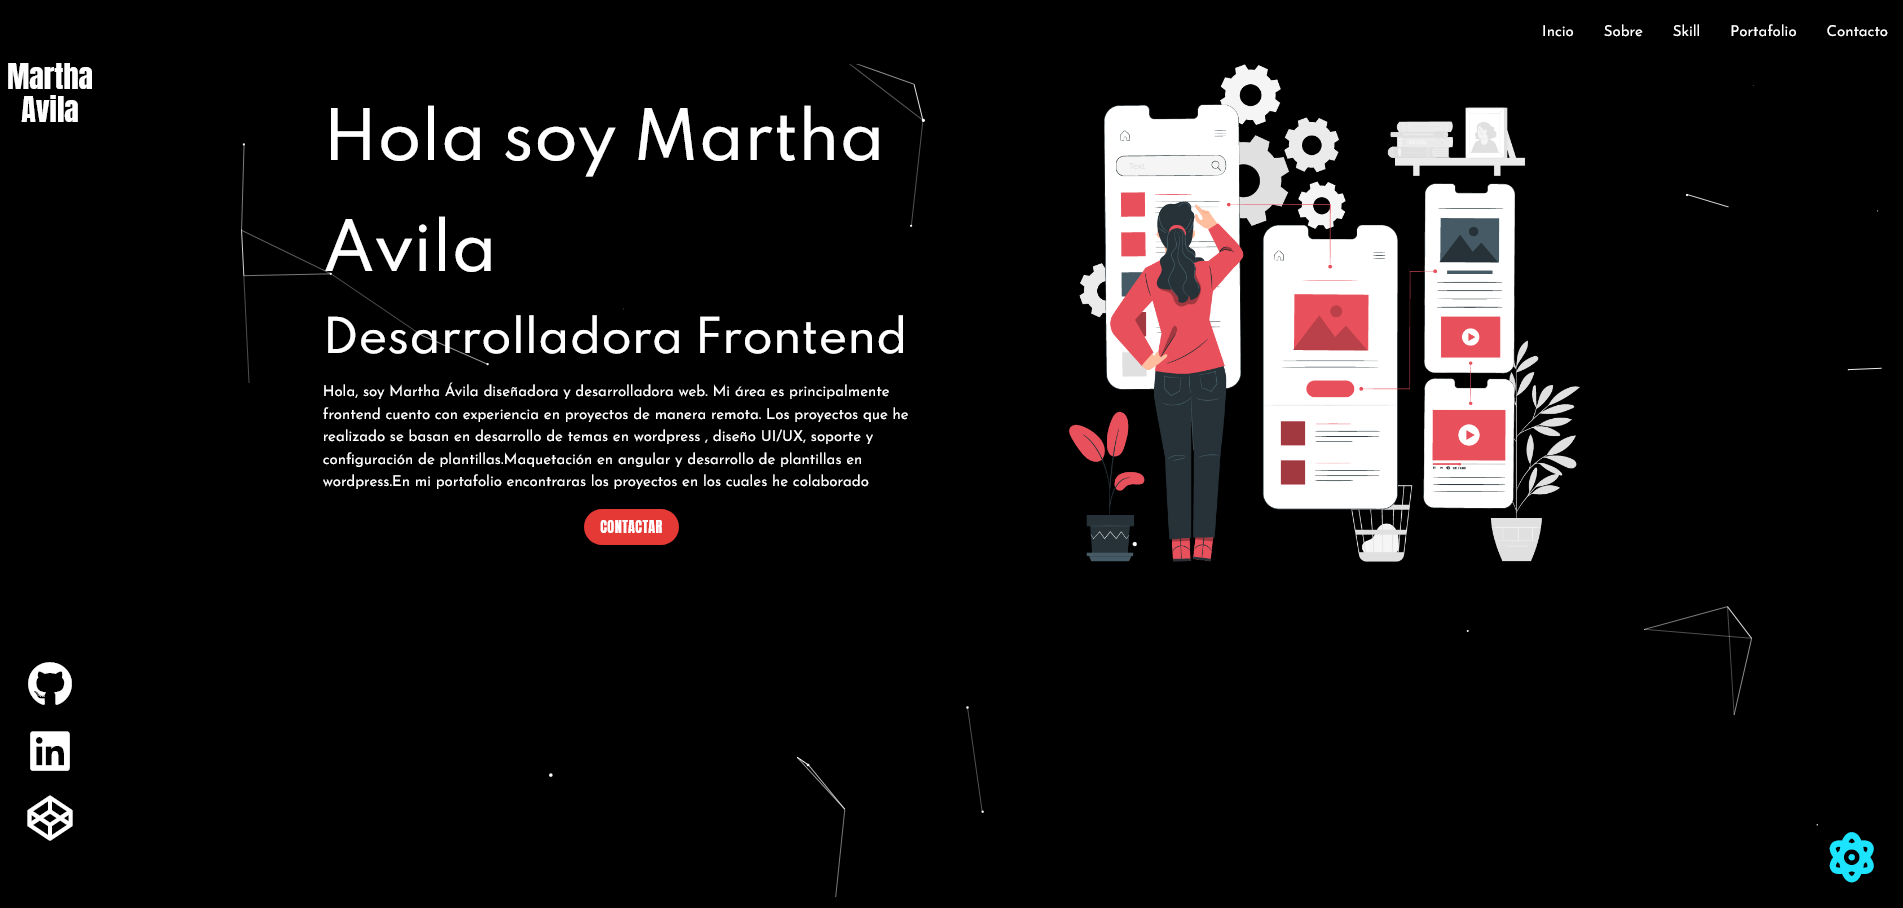 Incio Sobre Skill Portafolio Contacto
Martha
Avila
Hola soy Martha
Avila
Desarrolladora Frontend
Hola, soy Martha Ávila diseñadora y desarrolladora web. Mi área es principalmente
frontend cuento con experiencia en proyectos de manera remota. Los proyectos que he
realizado se basan en desarrollo de temas en wordpress , diseño UI/UX, soporte y
configuración de plantillas.Maquetación en angular y desarrollo de plantillas en
wordpress.En mi portafolio encontraras los proyectos en los cuales he colaborado
CONTACTAR
Text
in